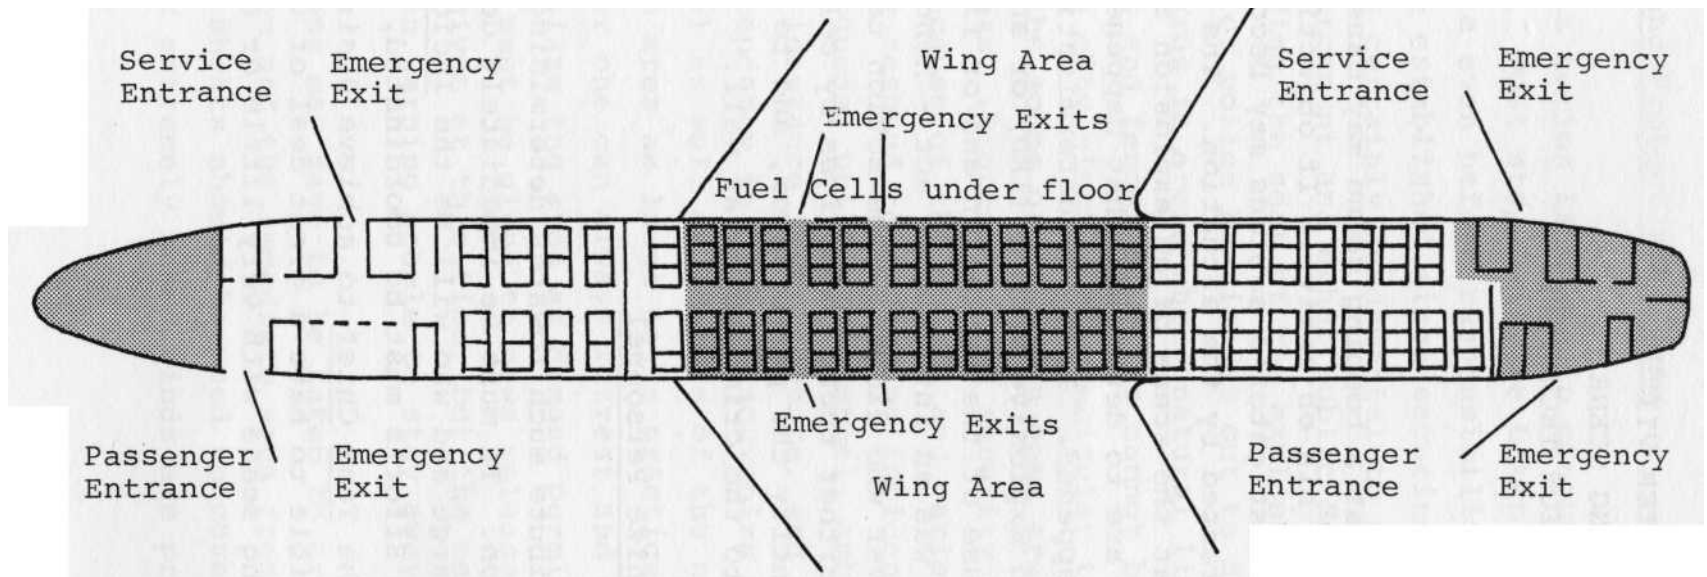 Service
Entrance
Emergency
Exit
Wing Area
Service
Entrance
Emergency
Exit
Emergency Exits
Fuel Cells under floor
Emergency Exits
Passenger
Entrance
Emergency
Exit
Wing Area
Passenger
Entrance
Emergency
Exit